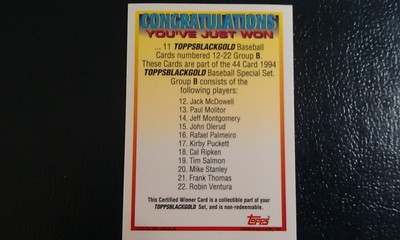 CONGRATULATIONS
YOU'VE JUST WON
... 11 TOPPSBLACKGOLD Baseball
Cards numbered 12-22 Group B.
These Cards are part of the 44 Card 1994
TOPPSBLACKGOLD Baseball Special Set.
Group B consists of the
following players:
12. Jack McDowell
13. Paul Molitor
14. Jeff Montgomery
15. John Olerud
16. Rafael Palmeiro
17. Kirby Puckett
18. Cal Ripken
19. Tim Salmon
20. Mike Stanley
21. Frank Thomas
22. Robin Ventura
This Certified Winner Card is a collectible part of your
TOPPSBLACKGOLD Set, and is non-redeemable.
Topps